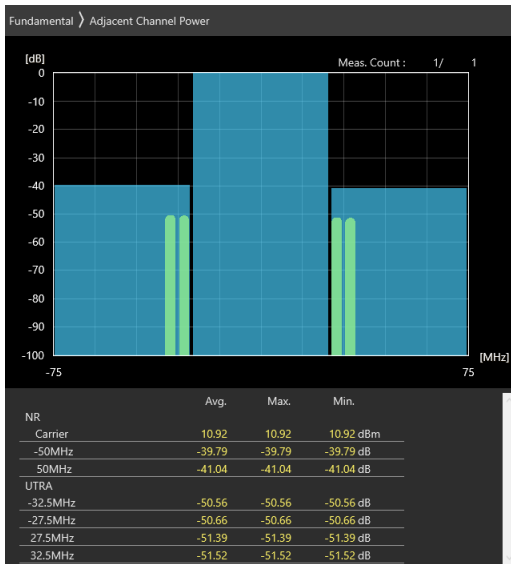 Fundamental 〉 Adjacent Channel Power
[dB]
Meas. Count : 1/ 1
0
-10
-20
-30
-40
-50
-60
-70
-80
-90
-100
[MHz]
-75 75
Avg. Max. Min.
NR
Carrier 10.92 10.92 10.92 dBm
-50MHz -39.79 -39.79 -39.79 dB
50MHz -41.04 -41.04 -41.04 dB
UTRA
-32.5MHz -50.56 -50.56 -50.56 dB
-27.5MHz -50.66 -50.66 -50.66 dB
27.5MHz -51.39 -51.39 -51.39 dB
32.5MHz -51.52 -51.52 -51.52 dB